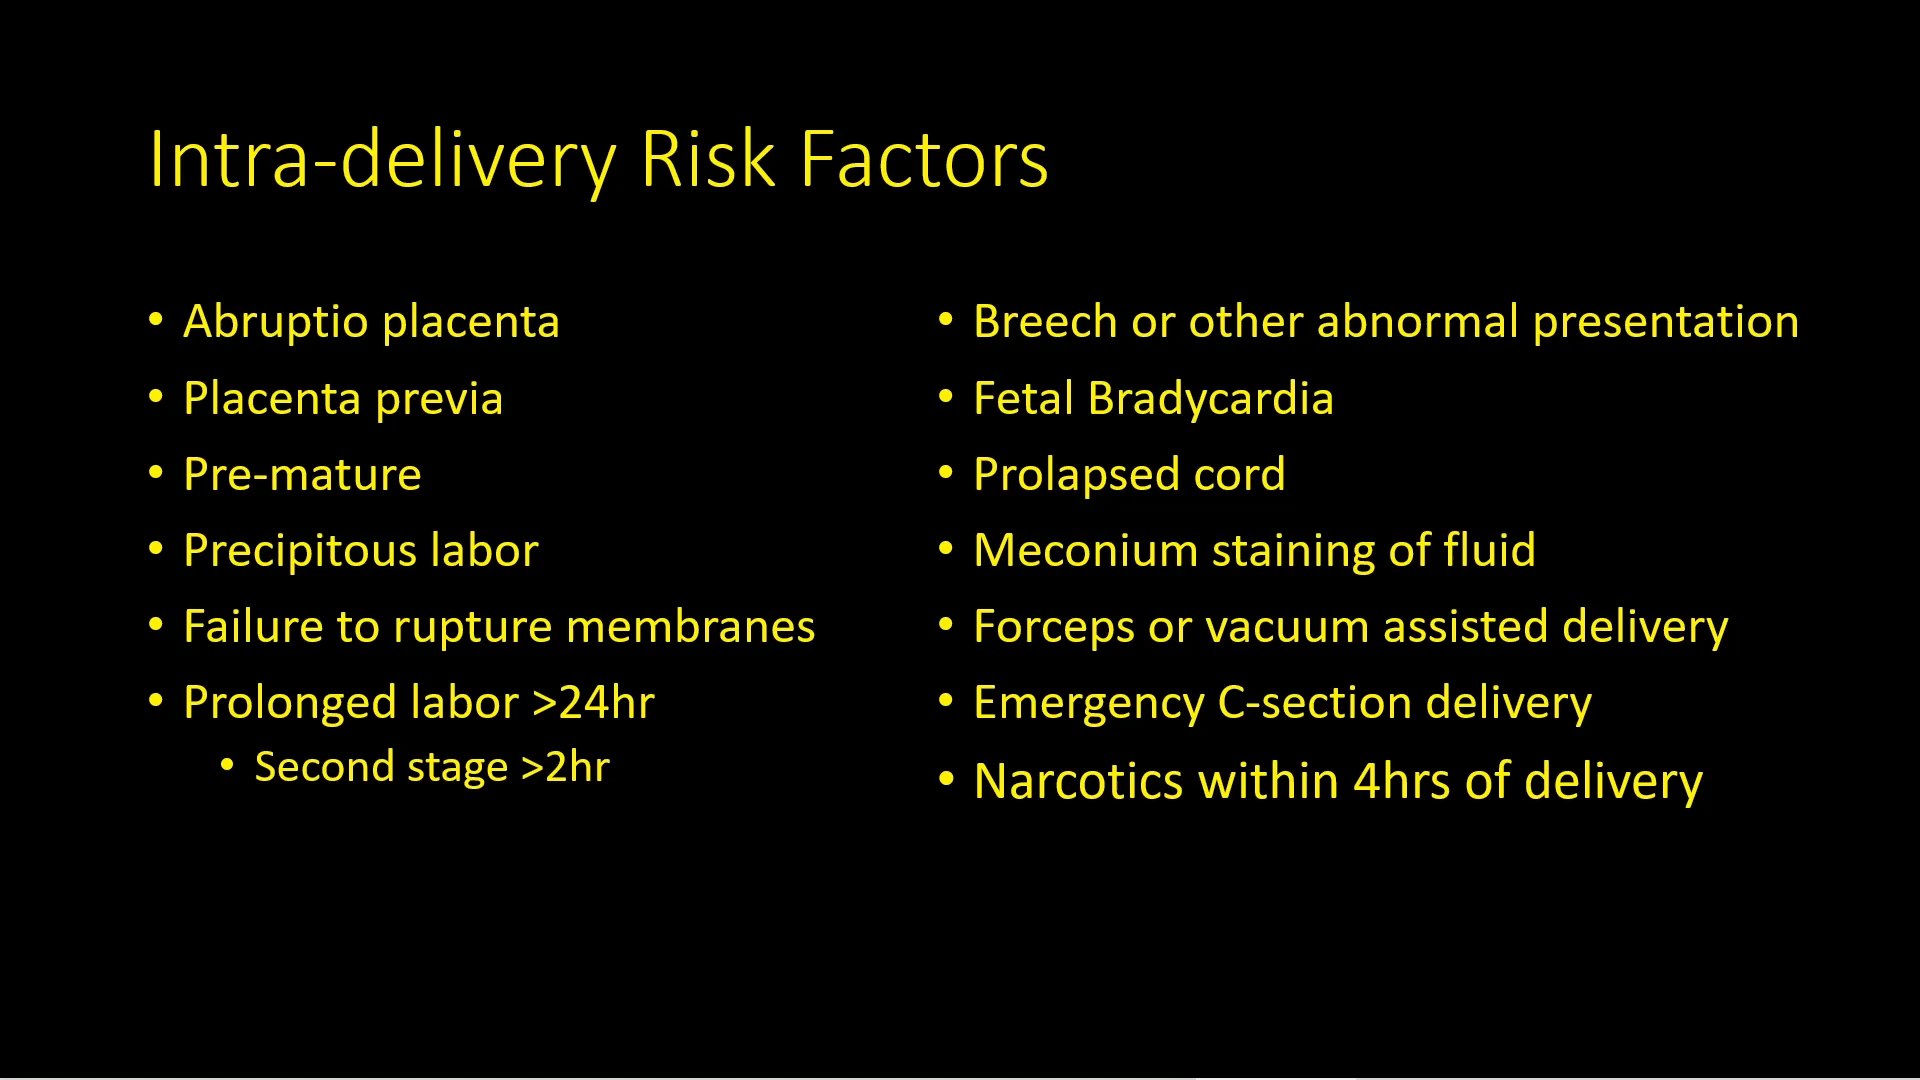 Intra-delivery Risk Factors
• Abruptio placenta
• Placenta previa
• Pre-mature
• Precipitous labor
• Failure to rupture membranes
• Prolonged labor >24hr
• Second stage >2hr
• Breech or other abnormal presentation
• Fetal Bradycardia
• Prolapsed cord
• Meconium staining of fluid
• Forceps or vacuum assisted delivery
• Emergency C-section delivery
• Narcotics within 4hrs of delivery